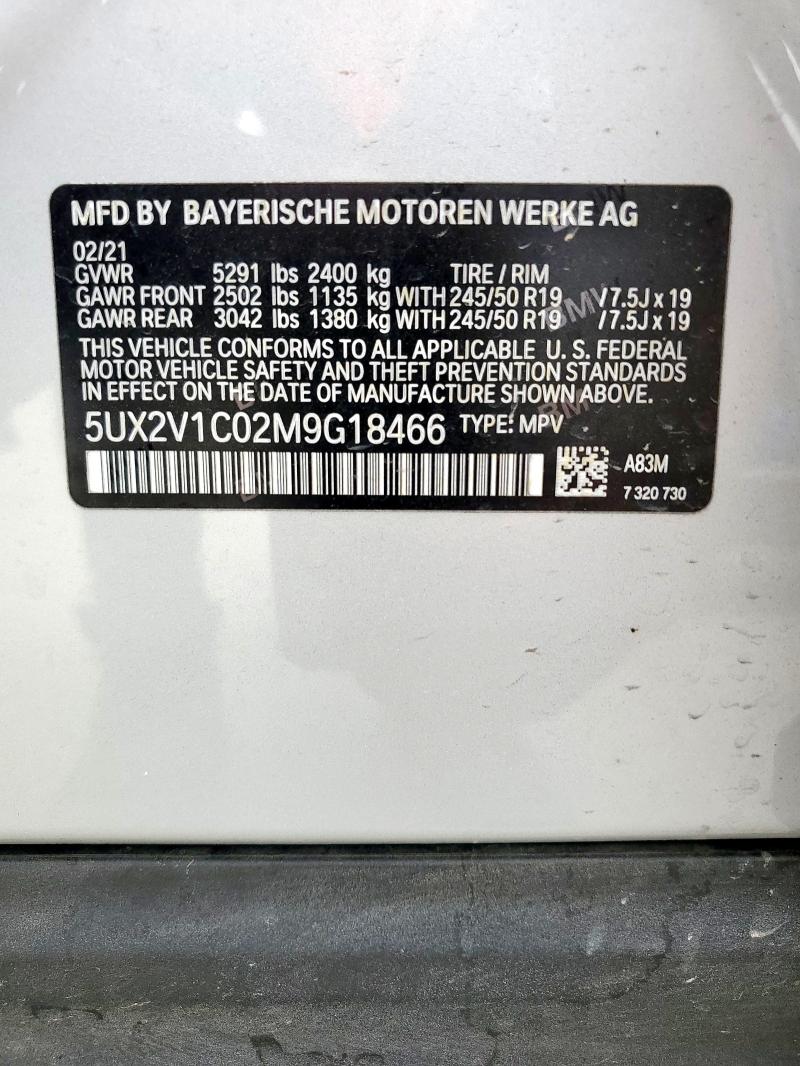 MFD BY BAYERISCHE MOTOREN WERKE AG
02/21
GVWR 5291 lbs 2400 kg TIRE / RIM
GAWR FRONT 2502 lbs 1135 kg WITH 245/50 R19 / 7.5J x 19
GAWR REAR 3042 lbs 1380 kg WITH 245/50 R19 / 7.5J x 19
THIS VEHICLE CONFORMS TO ALL APPLICABLE U. S. FEDERAL
MOTOR VEHICLE SAFETY AND THEFT PREVENTION STANDARDS
IN EFFECT ON THE DATE OF MANUFACTURE SHOWN ABOVE.
5UX2V1C02M9G18466 TYPE: MPV
A83M
7 320 730
BMW